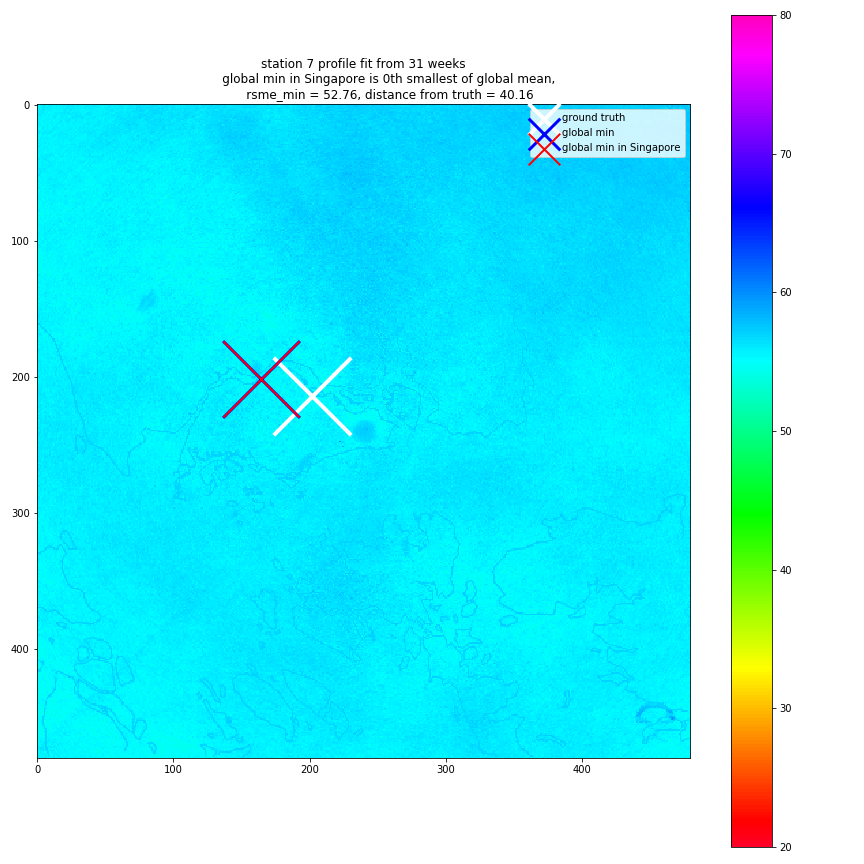 station 7 profile fit from 31 weeks
global min in Singapore is 0th smallest of global mean,
rsme_min = 52.76, distance from truth = 40.16
ground truth
global min
global min in Singapore
0
100
200
300
400
0
100
200
300
400
80
70
60
50
40
30
20